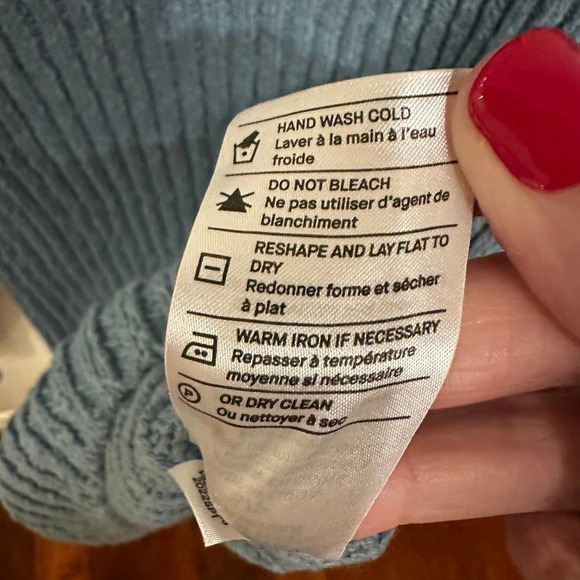 HAND WASH COLD
Laver à la main à l'eau
froide
DO NOT BLEACH
Ne pas utiliser d'agent de
blanchiment
RESHAPE AND LAY FLAT TO
DRY
Redonner forme et sécher
à plat
WARM IRON IF NECESSARY
Repasser à température
moyenne si nécessaire
P
OR DRY CLEAN
Ou nettoyer à sec